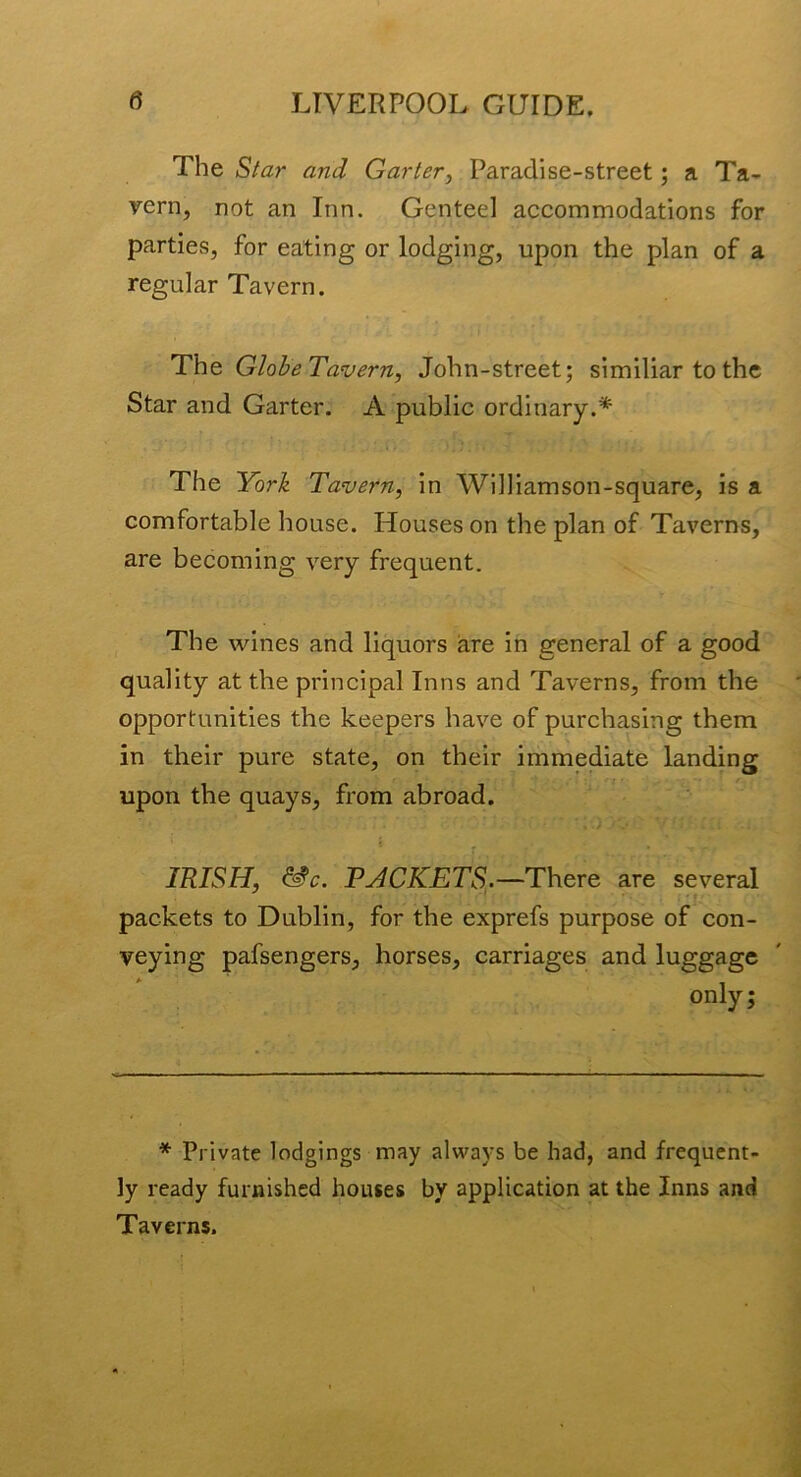 6 LIVERPOOL GUIDE.
The Star and Garter, Paradise-street; a Ta-
vern, not an Inn. Genteel accommodations for
parties, for eating or lodging, upon the plan of a
regular Tavern.
The Globe Tavern, John-street; similiar to the
Star and Garter. A public ordinary.*
The York Tavern, in Williamson-square, is a
comfortable house. Houses on the plan of Taverns,
are becoming very frequent.
The wines and liquors are in general of a good
quality at the principal Inns and Taverns, from the
opportunities the keepers have of purchasing them
in their pure state, on their immediate landing
upon the quays, from abroad.
IRISH, &c. PACKETS.—There are several
packets to Dublin, for the exprefs purpose of con-
veying pafsengers, horses, carriages and luggage
only;
* Private lodgings may always be had, and frequent-
ly ready furnished houses by application at the Inns and
Taverns.